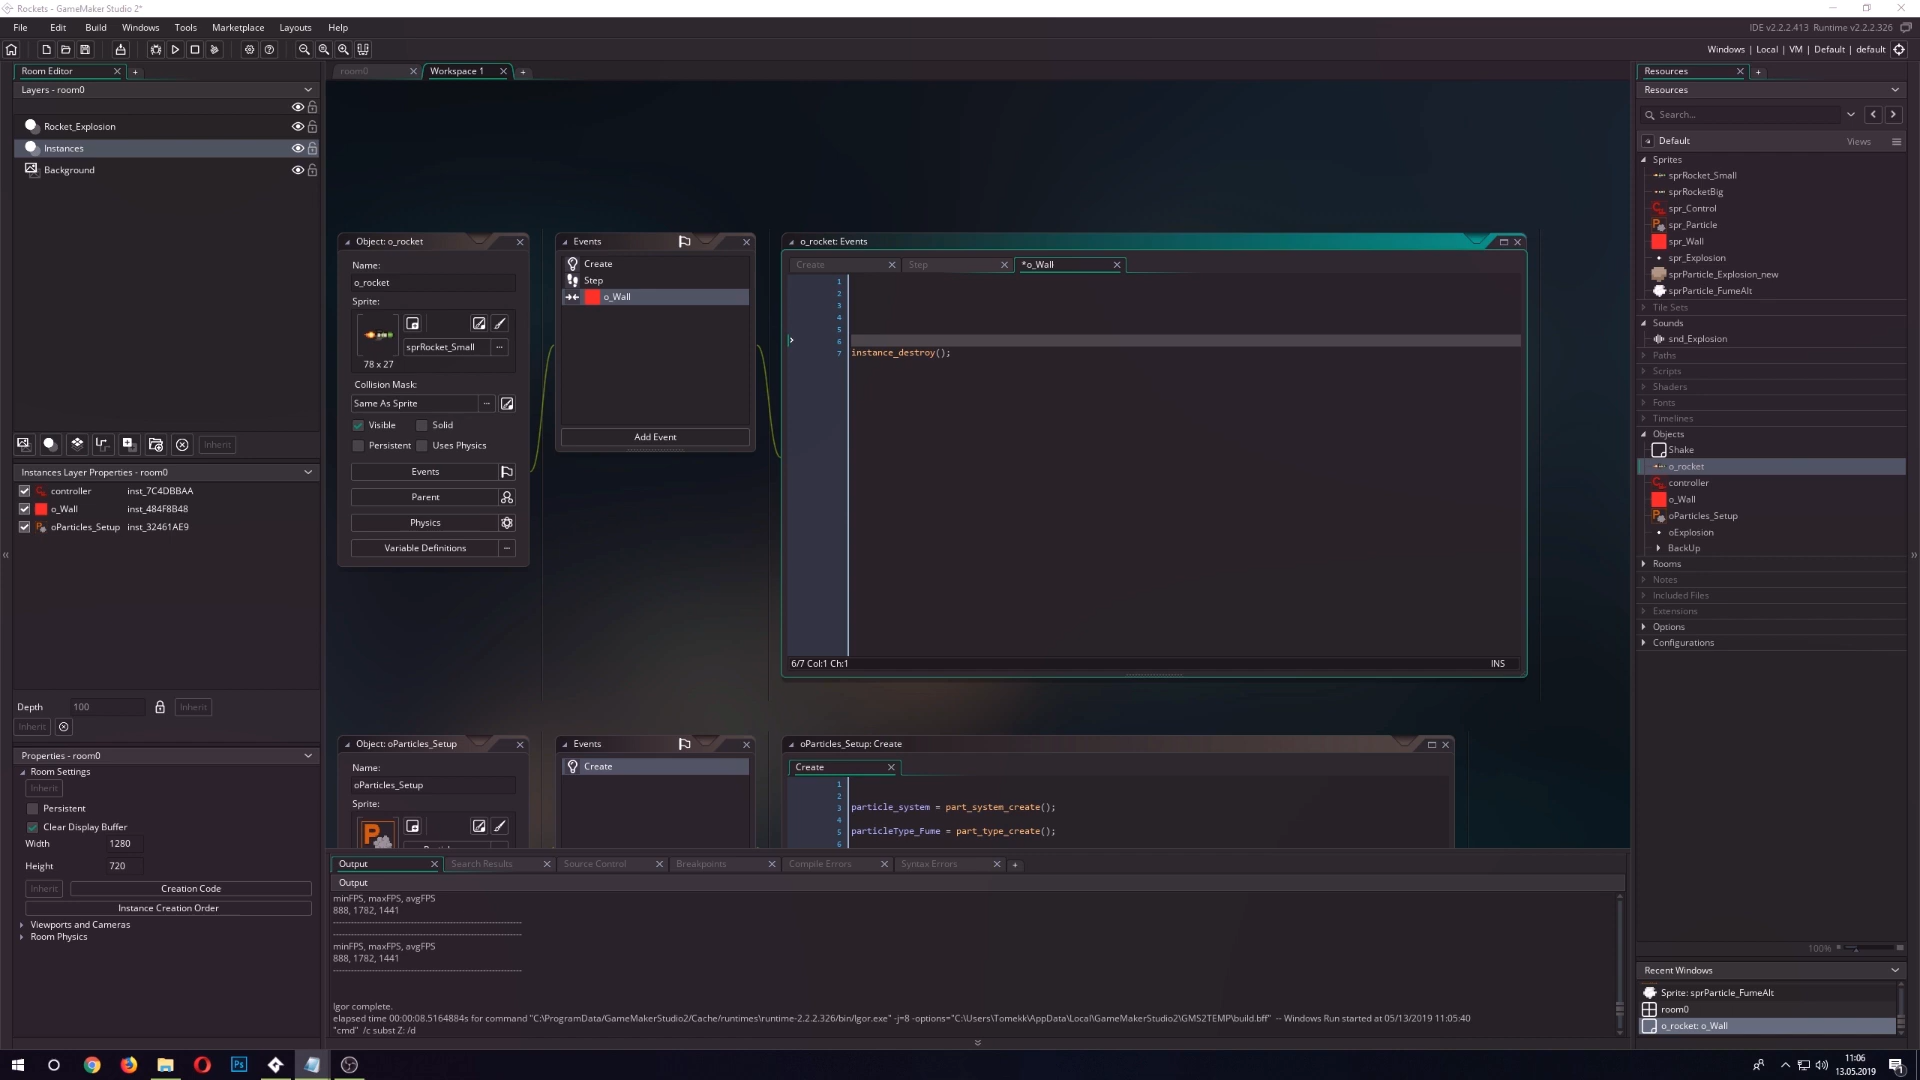 Rockets - GameMaker Studio 2*
File Edit Build Windows Tools Marketplace Layouts Help
IDE v2.2.2.413 Runtime v2.2.2.326
Windows | Local | VM | Default | default
Room Editor
Layers - room0
Rocket_Explosion
Instances
Background
Inherit
Instances Layer Properties - room0
controller inst_7C4DBBAA
o_Wall inst_484F8B48
oParticles_Setup inst_32461AE9
Depth 100 Inherit
Inherit
Properties - room0
Room Settings
Inherit
Persistent
Clear Display Buffer
Width 1280
Height 720
Inherit Creation Code
Instance Creation Order
Viewports and Cameras
Room Physics
room0 Workspace 1
Object: o_rocket
Name:
o_rocket
Sprite:
sprRocket_Small
78 x 27
Collision Mask:
Same As Sprite
Visible Solid
Persistent Uses Physics
Events
Parent
Physics
Variable Definitions
Events
Create
Step
o_Wall
Add Event
o_rocket: Events
Create Step *o_Wall
1
2
3
4
5
6
7 instance_destroy();
6/7 Col:1 Ch:1 INS
Object: oParticles_Setup
Name:
oParticles_Setup
Sprite:
Events
Create
oParticles_Setup: Create
Create
1
2
3 particle_system = part_system_create();
4
5 particleType_Fume = part_type_create();
6
Output Search Results Source Control Breakpoints Compile Errors Syntax Errors
Output
minFPS, maxFPS, avgFPS
888, 1782, 1441
minFPS, maxFPS, avgFPS
888, 1782, 1441
Igor complete.
elapsed time 00:00:08.5164884s for command "C:\ProgramData/GameMakerStudio2/Cache/runtimes\runtime-2.2.2.326/bin/Igor.exe" -j=8 -options="C:\Users\Tomekk\AppData\Local\GameMakerStudio2\GMS2TEMP\build.bff" -- Windows Run started at 05/13/2019 11:05:40
"cmd" /c subst Z: /d
Resources
Resources
Search...
Default Views
Sprites
sprRocket_Small
sprRocketBig
spr_Control
spr_Particle
spr_Wall
spr_Explosion
sprParticle_Explosion_new
sprParticle_FumeAlt
Tile Sets
Sounds
snd_Explosion
Paths
Scripts
Shaders
Fonts
Timelines
Objects
Shake
o_rocket
controller
o_Wall
oParticles_Setup
oExplosion
BackUp
Rooms
Notes
Included Files
Extensions
Options
Configurations
100%
Recent Windows
Sprite: sprParticle_FumeAlt
room0
o_rocket: o_Wall
11:06
13.05.2019